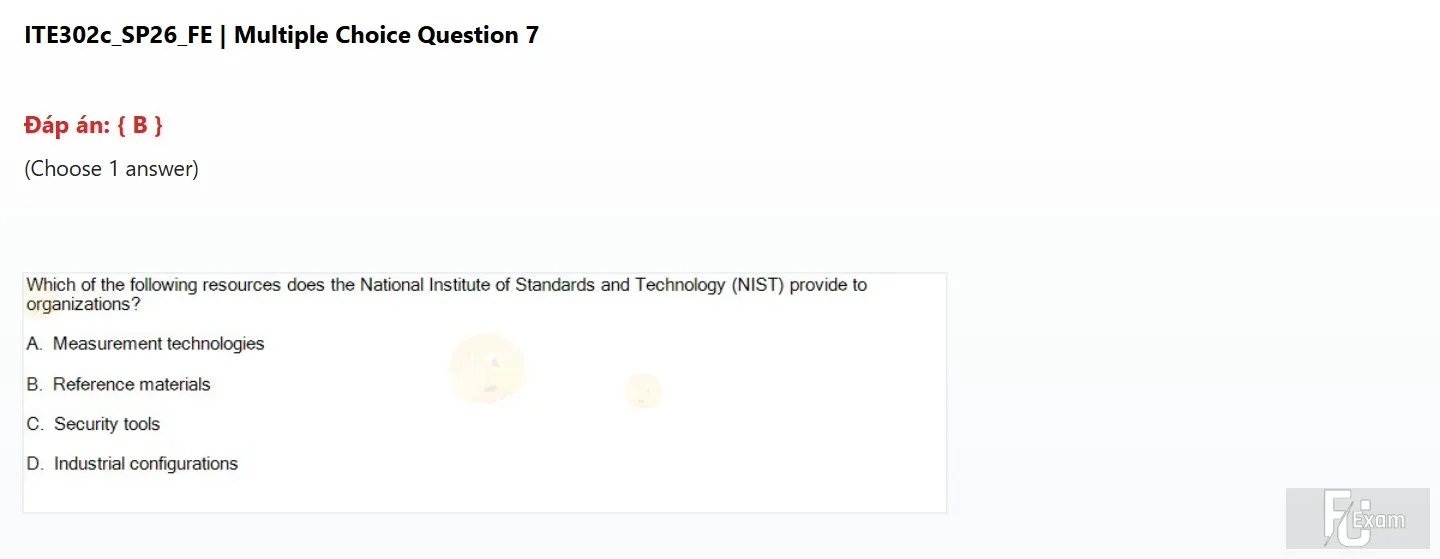 ITE302c_SP26_FE | Multiple Choice Question 7
Đáp án: { B }
(Choose 1 answer)
Which of the following resources does the National Institute of Standards and Technology (NIST) provide to
organizations?
A. Measurement technologies
B. Reference materials
C. Security tools
D. Industrial configurations
FU Exam